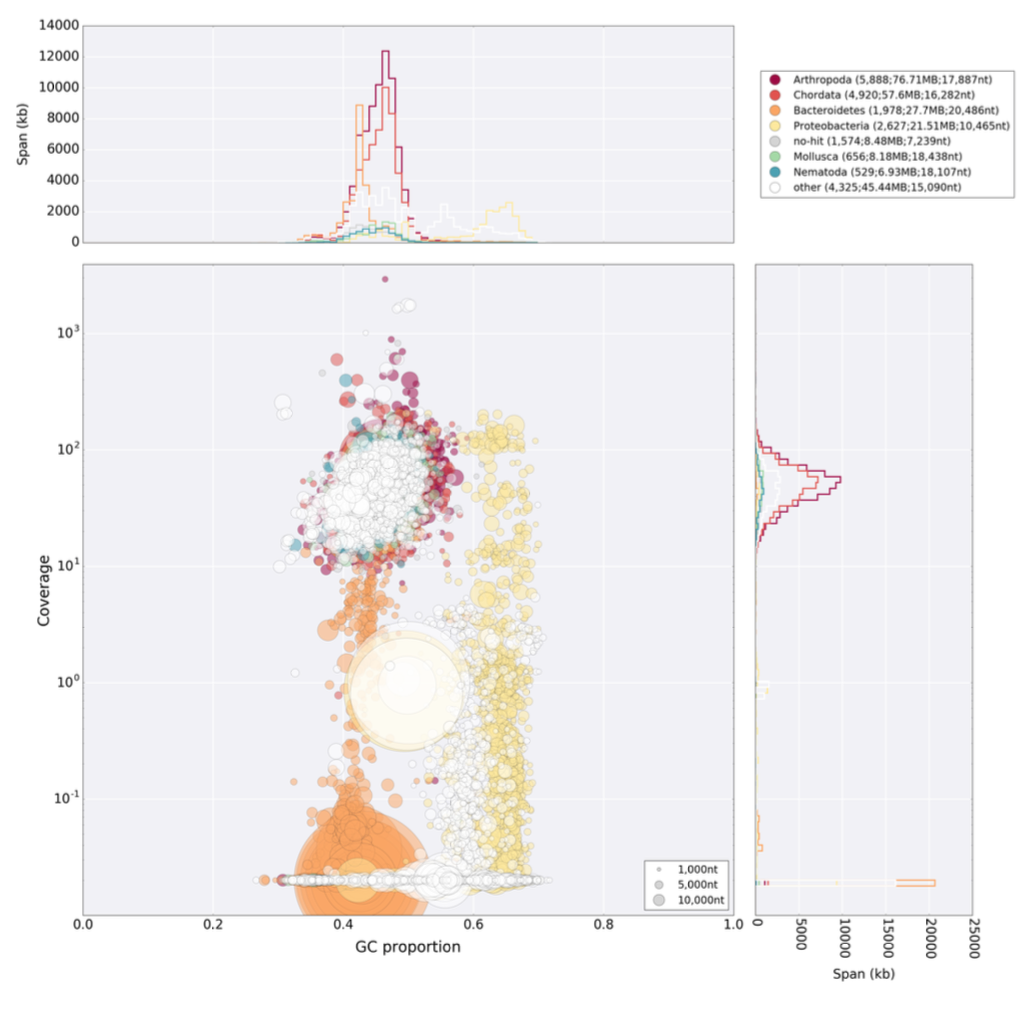 14000
12000
10000
8000
6000
4000
2000
0
Span (kb)
Arthropoda (5,888;76.71MB;17,887nt)
Chordata (4,920;57.6MB;16,282nt)
Bacteroidetes (1,978;27.7MB;20,486nt)
Proteobacteria (2,627;21.51MB;10,465nt)
no-hit (1,574;8.48MB;7,239nt)
Mollusca (656;8.18MB;18,438nt)
Nematoda (529;6.93MB;18,107nt)
other (4,325;45.44MB;15,090nt)
10³
10²
10¹
10⁰
10⁻¹
Coverage
1,000nt
5,000nt
10,000nt
0.0 0.2 0.4 0.6 0.8 1.0
GC proportion
0 5000 10000 15000 20000 25000
Span (kb)